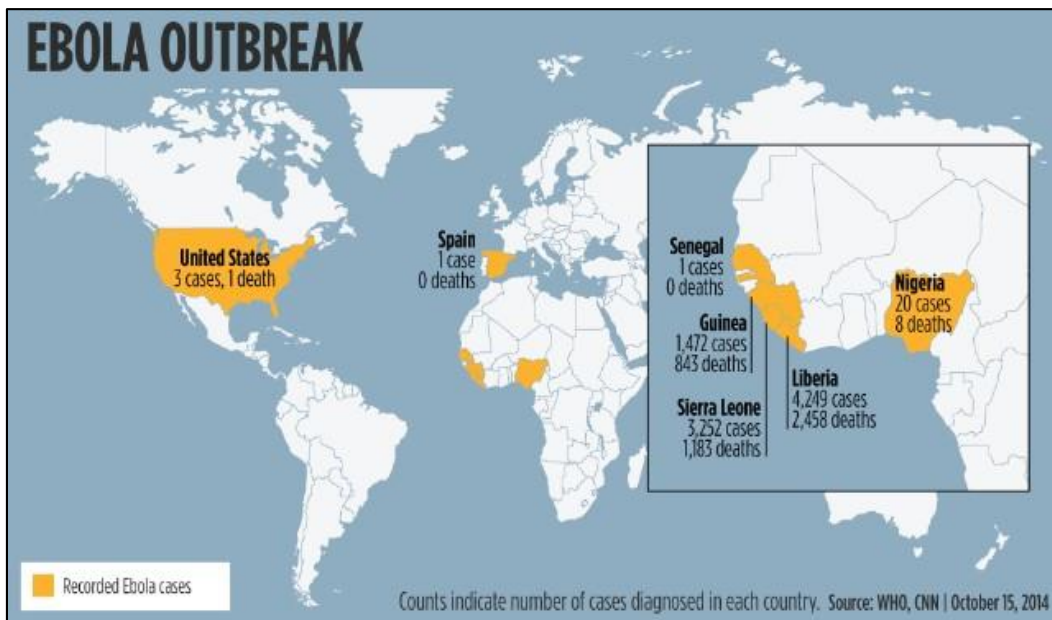 EBOLA OUTBREAK
United States
3 cases, 1 death
Spain
1 case
0 deaths
Senegal
1 cases
0 deaths
Nigeria
20 cases
8 deaths
Guinea
1,472 cases
843 deaths
Liberia
4,249 cases
2,458 deaths
Sierra Leone
3,252 cases
1,183 deaths
Recorded Ebola cases
Counts indicate number of cases diagnosed in each country. Source: WHO, CNN | October 15, 2014